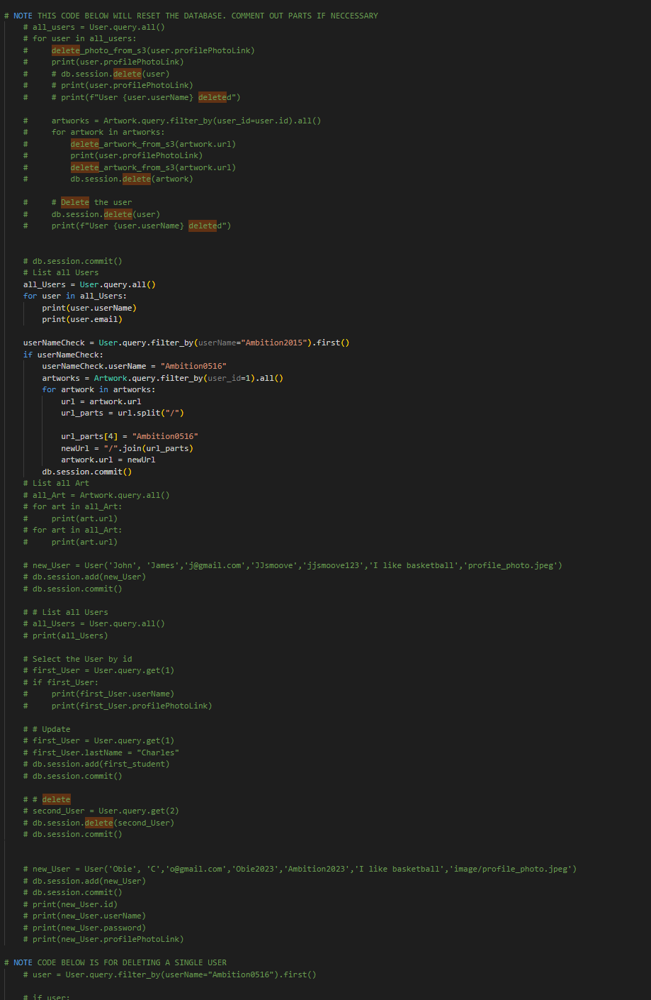 # NOTE THIS CODE BELOW WILL RESET THE DATABASE. COMMENT OUT PARTS IF NECCESSARY
# all_users = User.query.all()
# for user in all_users:
#     delete_photo_from_s3(user.profilePhotoLink)
#     print(user.profilePhotoLink)
#     # db.session.delete(user)
#     # print(user.profilePhotoLink)
#     # print(f"User {user.userName} deleted")
#     artworks = Artwork.query.filter_by(user_id=user.id).all()
#     for artwork in artworks:
#         delete_artwork_from_s3(artwork.url)
#         print(user.profilePhotoLink)
#         delete_artwork_from_s3(artwork.url)
#         db.session.delete(artwork)
#     # Delete the user
#     db.session.delete(user)
#     print(f"User {user.userName} deleted")
# db.session.commit()
# List all Users
all_Users = User.query.all()
for user in all_Users:
    print(user.userName)
    print(user.email)
userNameCheck = User.query.filter_by(userName="Ambition2015").first()
if userNameCheck:
    userNameCheck.userName = "Ambition0516"
    artworks = Artwork.query.filter_by(user_id=1).all()
    for artwork in artworks:
        url = artwork.url
        url_parts = url.split("/")
        url_parts[4] = "Ambition0516"
        newUrl = "/".join(url_parts)
        artwork.url = newUrl
    db.session.commit()
# List all Art
# all_Art = Artwork.query.all()
# for art in all_Art:
#     print(art.url)
# for art in all_Art:
#     print(art.url)
# new_User = User('John', 'James','j@gmail.com','JJsmoove','jjsmoove123','I like basketball','profile_photo.jpeg')
# db.session.add(new_User)
# db.session.commit()
# # List all Users
# all_Users = User.query.all()
# print(all_Users)
# Select the User by id
# first_User = User.query.get(1)
# if first_User:
#     print(first_User.userName)
#     print(first_User.profilePhotoLink)
# # Update
# first_User = User.query.get(1)
# first_User.lastName = "Charles"
# db.session.add(first_student)
# db.session.commit()
# # delete
# second_User = User.query.get(2)
# db.session.delete(second_User)
# db.session.commit()
# new_User = User('Obie', 'C','o@gmail.com','Obie2023','Ambition2023','I like basketball','image/profile_photo.jpeg')
# db.session.add(new_User)
# db.session.commit()
# print(new_User.id)
# print(new_User.userName)
# print(new_User.password)
# print(new_User.profilePhotoLink)
# NOTE CODE BELOW IS FOR DELETING A SINGLE USER
# user = User.query.filter_by(userName="Ambition0516").first()
# if user: